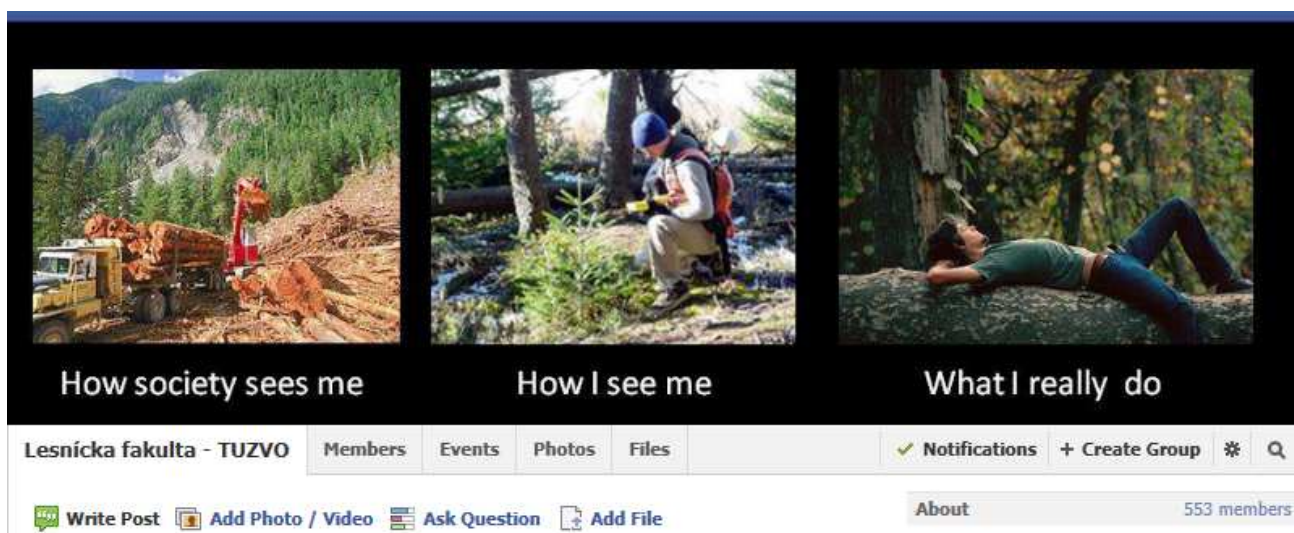 How society sees me
How I see me
What I really do
Lesnícka fakulta - TUZVO Members Events Photos Files Notifications + Create Group
Write Post Add Photo / Video Ask Question Add File
About 553 members